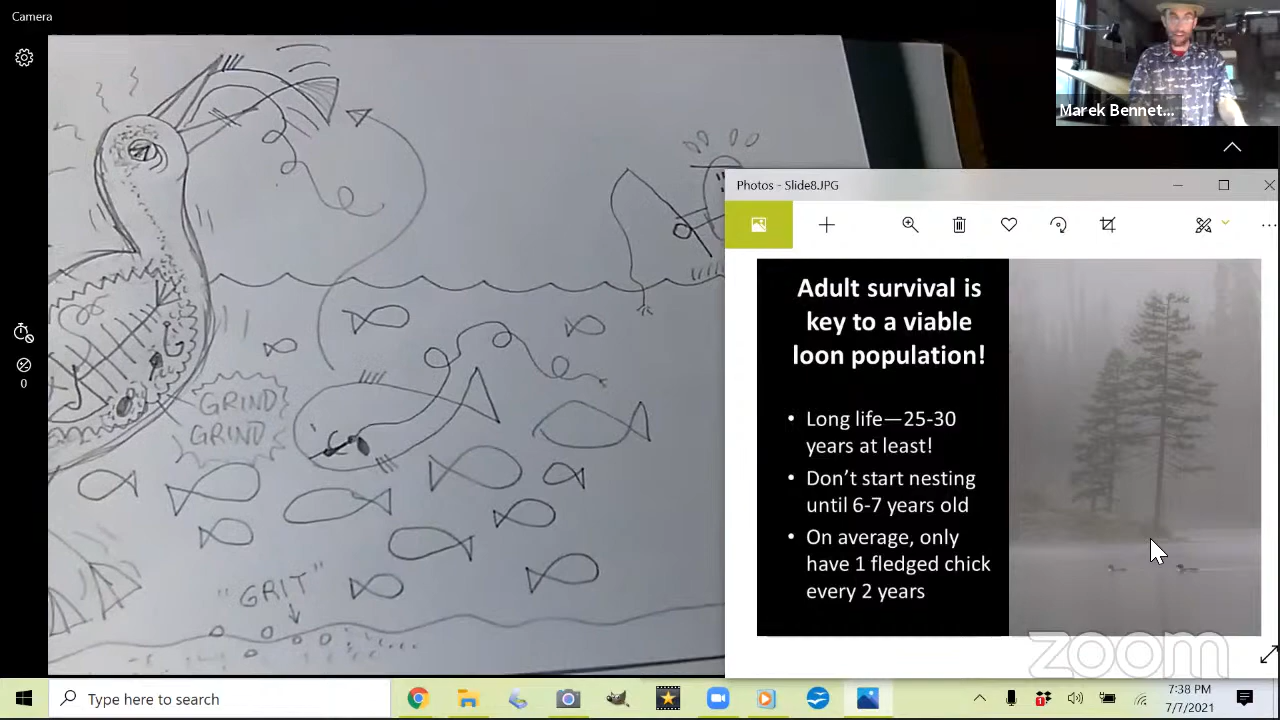 Camera
Marek Bennet...
Photos - Slide8.JPG
Adult survival is
key to a viable
loon population!
• Long life—25-30
years at least!
• Don't start nesting
until 6-7 years old
• On average, only
have 1 fledged chick
every 2 years
0
GRIND
GRIND
"GRIT"
zoom
Type here to search
1
7:38 PM
7/7/2021